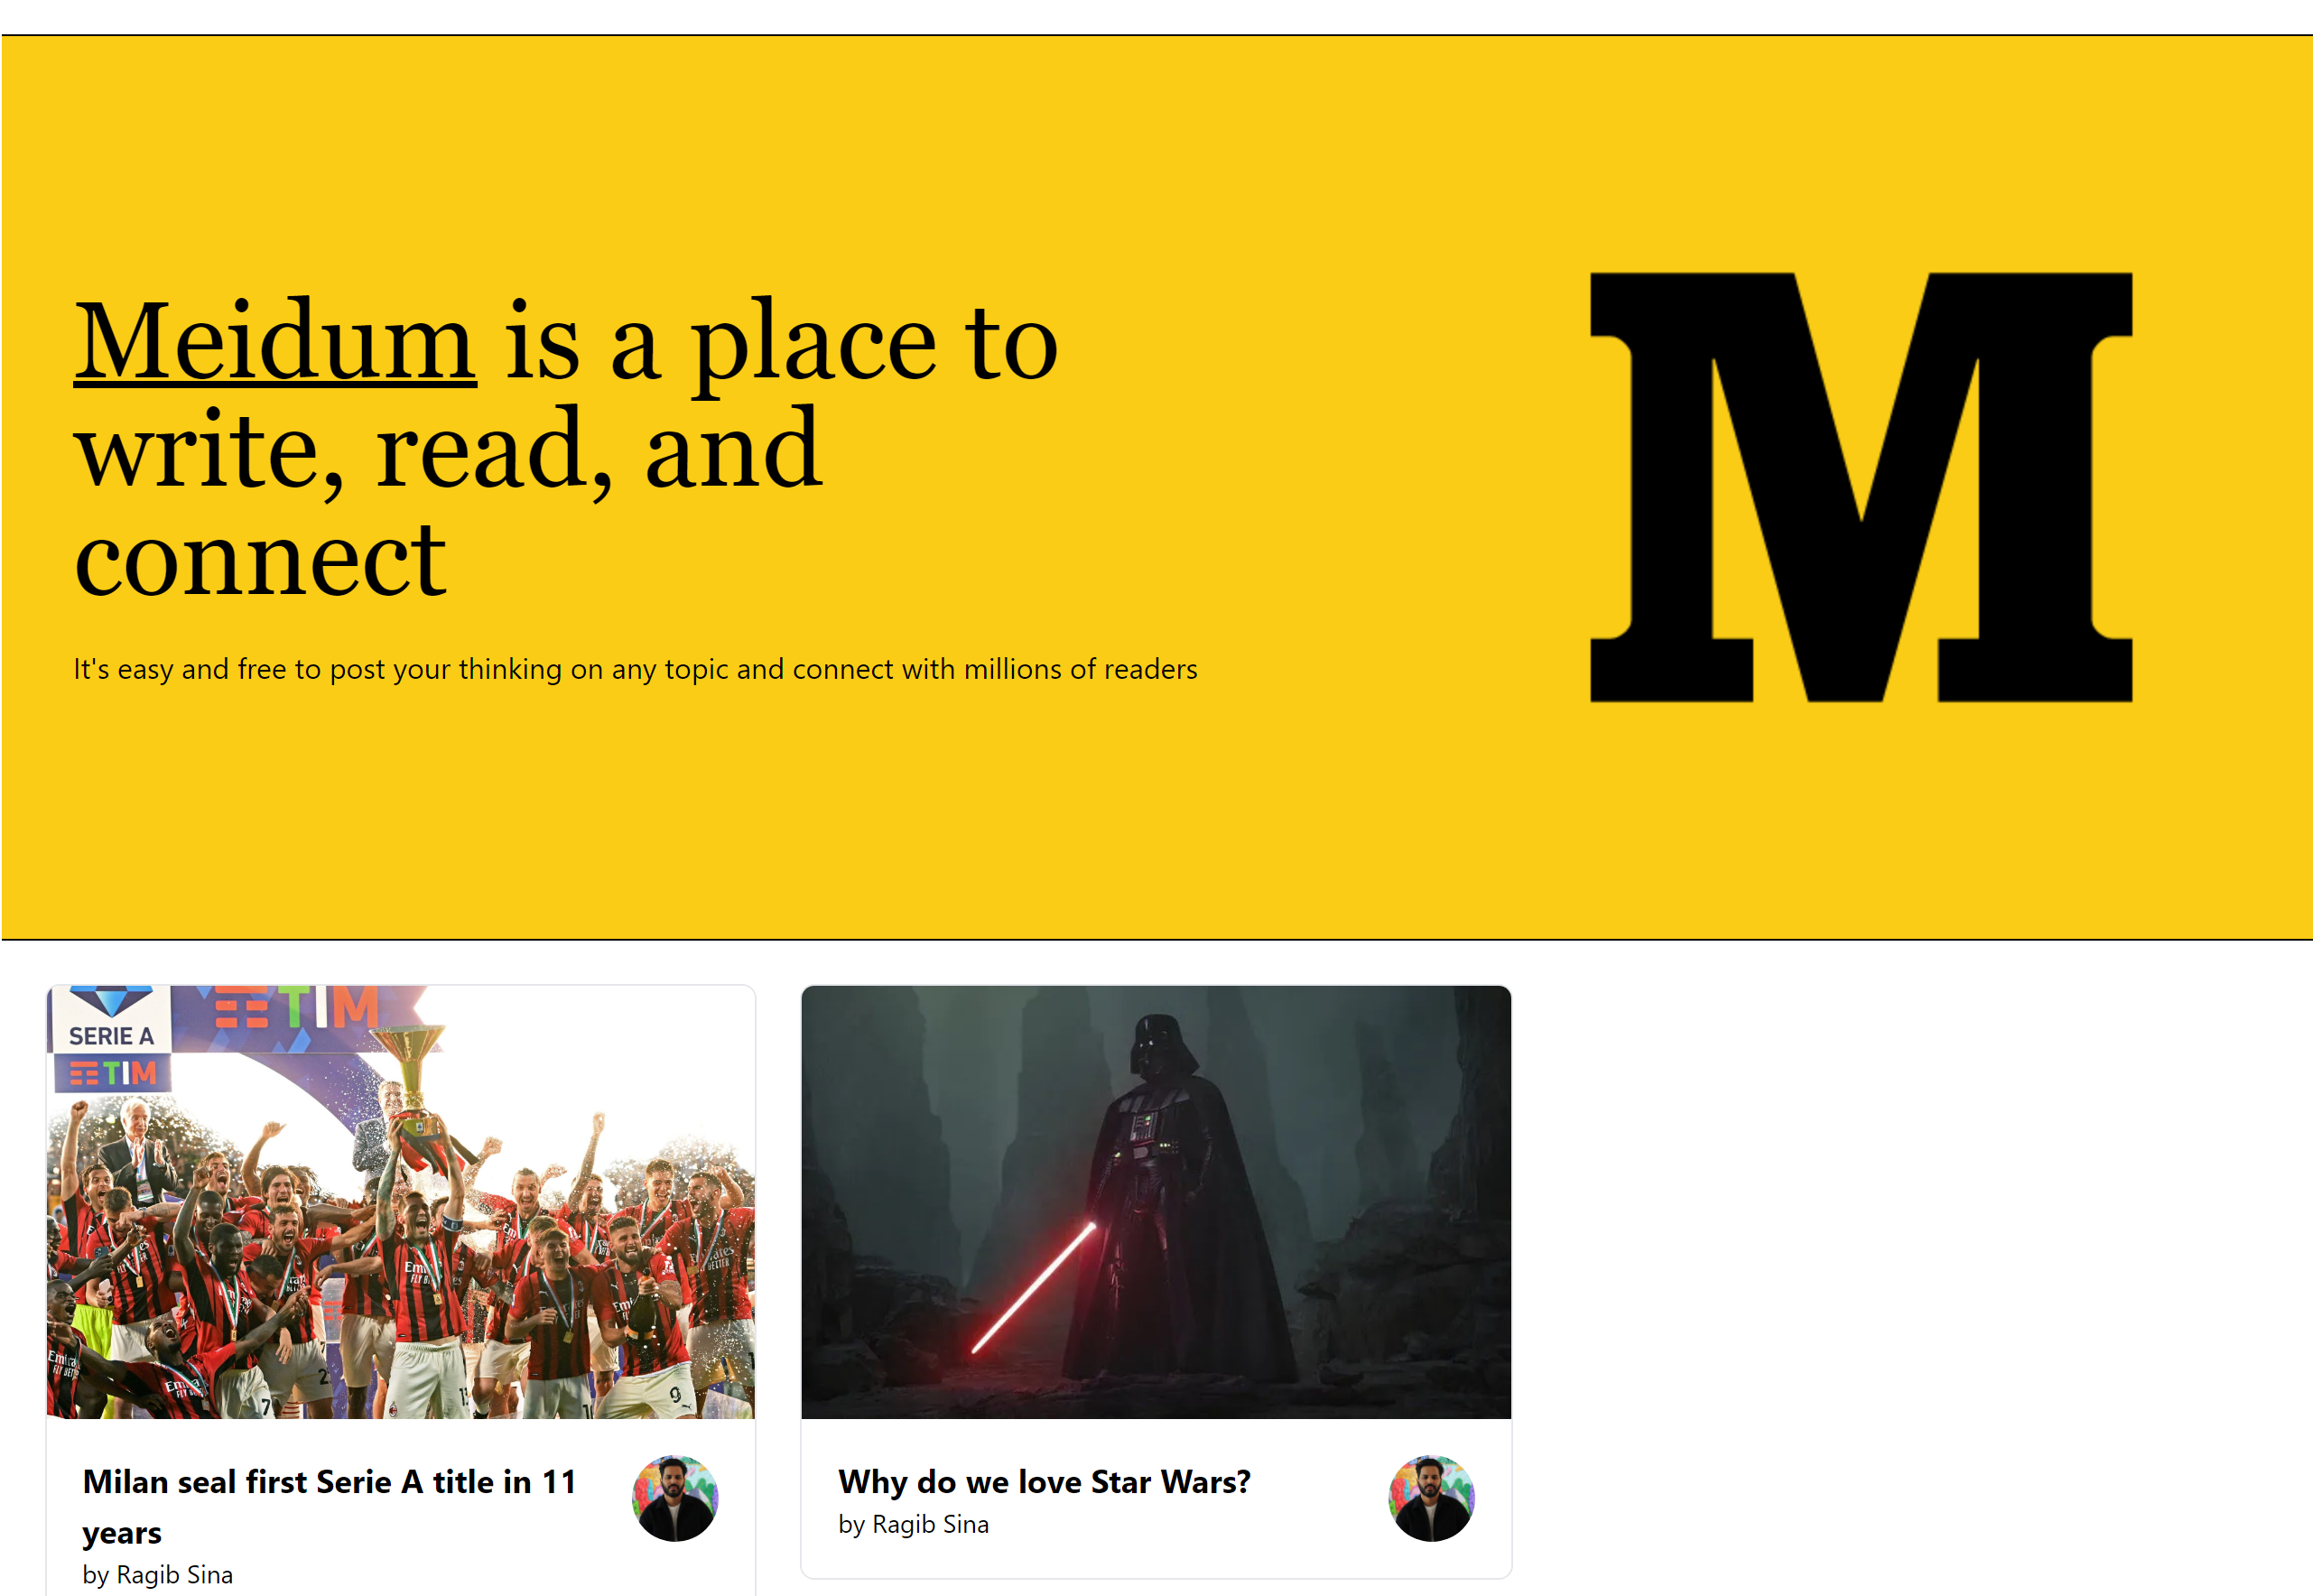 Meidum is a place to
write, read, and
connect
It's easy and free to post your thinking on any topic and connect with millions of readers
M
TIM
SERIE A
TIM
Milan seal first Serie A title in 11
years
by Ragib Sina
Why do we love Star Wars?
by Ragib Sina